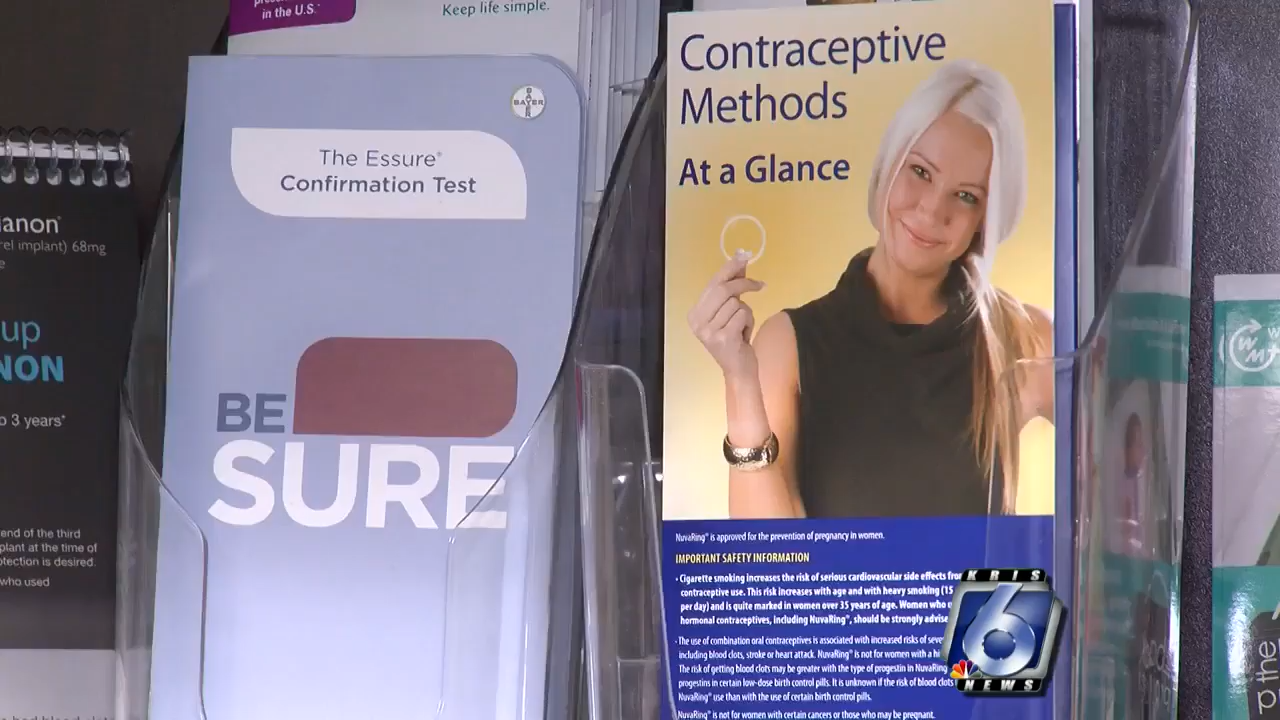 in the U.S.
Keep life simple.
BAYER
The Essure®
Confirmation Test
BE
SURE
Contraceptive
Methods
At a Glance
NuvaRing® is approved for the prevention of pregnancy in women.
IMPORTANT SAFETY INFORMATION
• Cigarette smoking increases the risk of serious cardiovascular side effects from
contraceptive use. This risk increases with age and with heavy smoking (15
per day) and is quite marked in women over 35 years of age. Women who
hormonal contraceptives, including NuvaRing®, should be strongly advise
• The use of combination oral contraceptives is associated with increased risks of
including blood clots, stroke or heart attack. NuvaRing® is not for women with a
The risk of getting blood clots may be greater with the type of progestin in NuvaRing
progestins in certain low-dose birth control pills. It is unknown if the risk of blood clots
NuvaRing® use than with the use of certain birth control pills.
NuvaRing® is not for women with certain cancers or those who may be pregnant.
anon®
rel implant) 68mg
up
NON
o 3 years*
end of the third
plant at the time of
otection is desired.
who used
KRIS
6
NEWS
p the